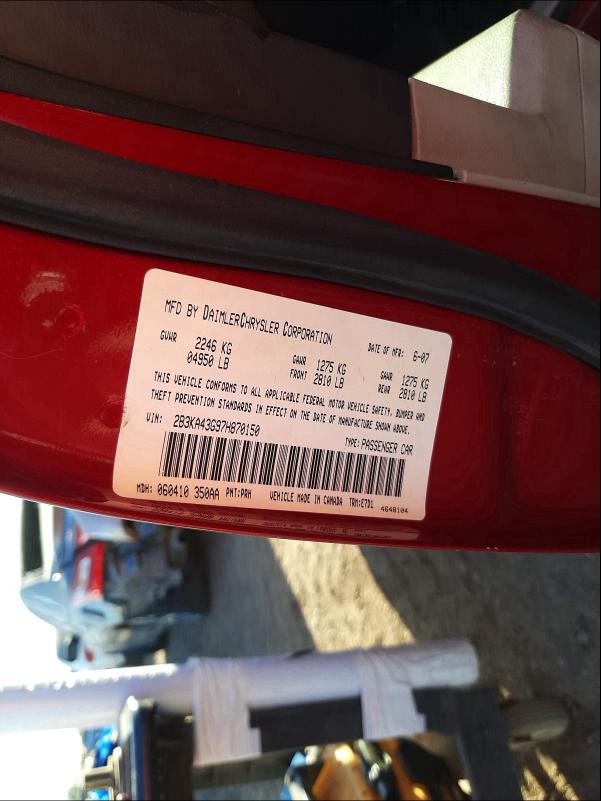 MFD BY DAIMLERCHRYSLER CORPORATION
DATE OF MFR: 6-07
GVWR 2246 KG 04950 LB
GAWR FRONT 1275 KG 2810 LB
GAWR REAR 1275 KG 2810 LB
THIS VEHICLE CONFORMS TO ALL APPLICABLE FEDERAL MOTOR VEHICLE SAFETY, BUMPER AND
THEFT PREVENTION STANDARDS IN EFFECT ON THE DATE OF MANUFACTURE SHOWN ABOVE.
VIN: 2B3KA43G97H870150
TYPE: PASSENGER CAR
MDH: 060410 350AA PNT:PRH VEHICLE MADE IN CANADA TRM:E7D1
4648104